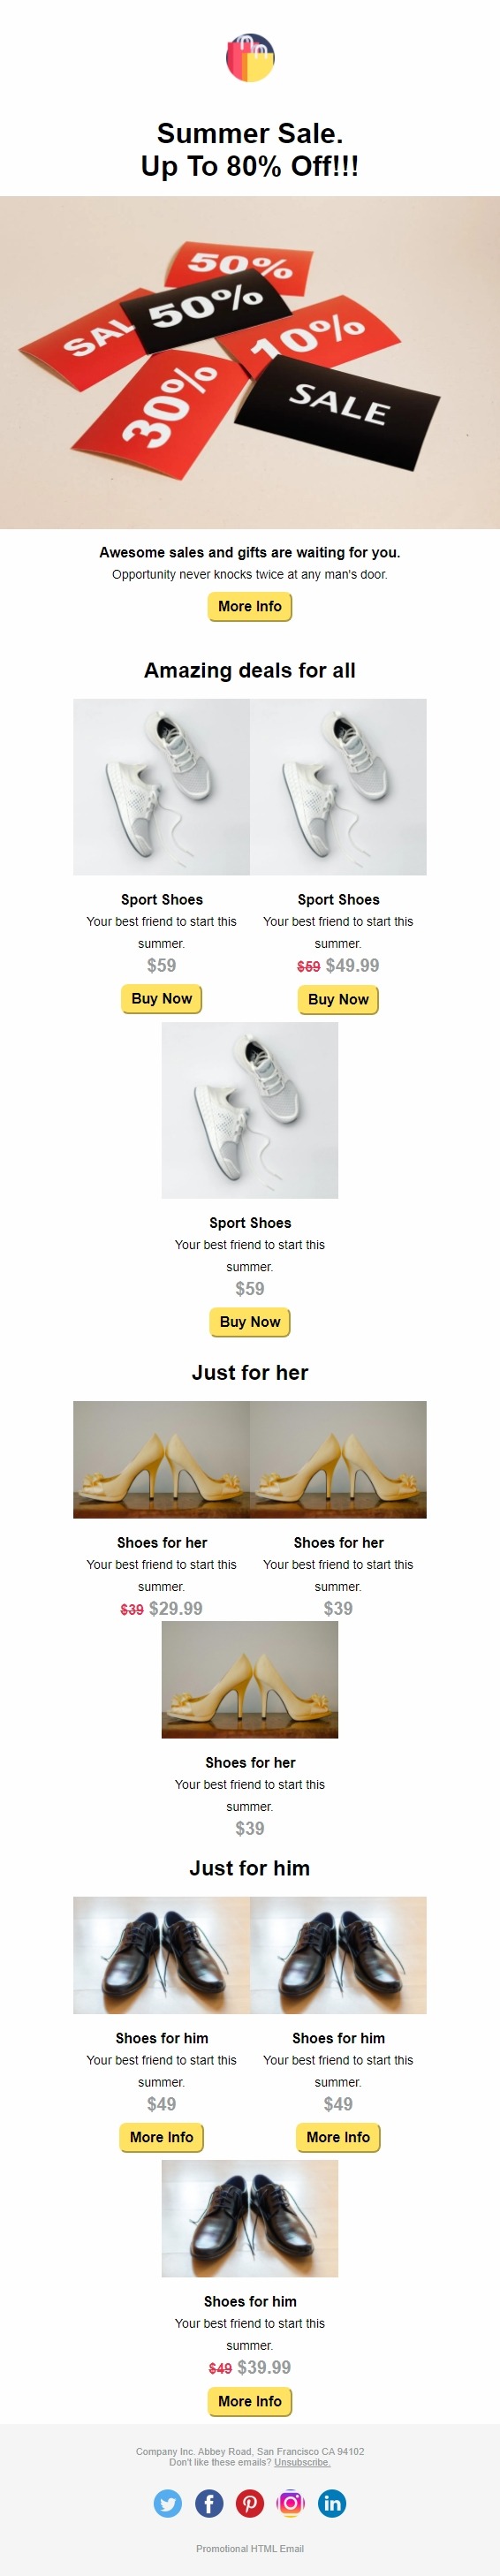 Summer Sale.
Up To 80% Off!!!
50%
SAL
50%
10%
30%
SALE
Awesome sales and gifts are waiting for you.
Opportunity never knocks twice at any man's door.
More Info
Amazing deals for all
Sport Shoes
Your best friend to start this
summer.
$59
Buy Now
Sport Shoes
Your best friend to start this
summer.
$59 $49.99
Buy Now
Sport Shoes
Your best friend to start this
summer.
$59
Buy Now
Just for her
Shoes for her
Your best friend to start this
summer.
$39 $29.99
Shoes for her
Your best friend to start this
summer.
$39
Shoes for her
Your best friend to start this
summer.
$39
Just for him
Shoes for him
Your best friend to start this
summer.
$49
More Info
Shoes for him
Your best friend to start this
summer.
$49
More Info
Shoes for him
Your best friend to start this
summer.
$49 $39.99
More Info
Company Inc. Abbey Road, San Francisco CA 94102
Don't like these emails? Unsubscribe.
Promotional HTML Email